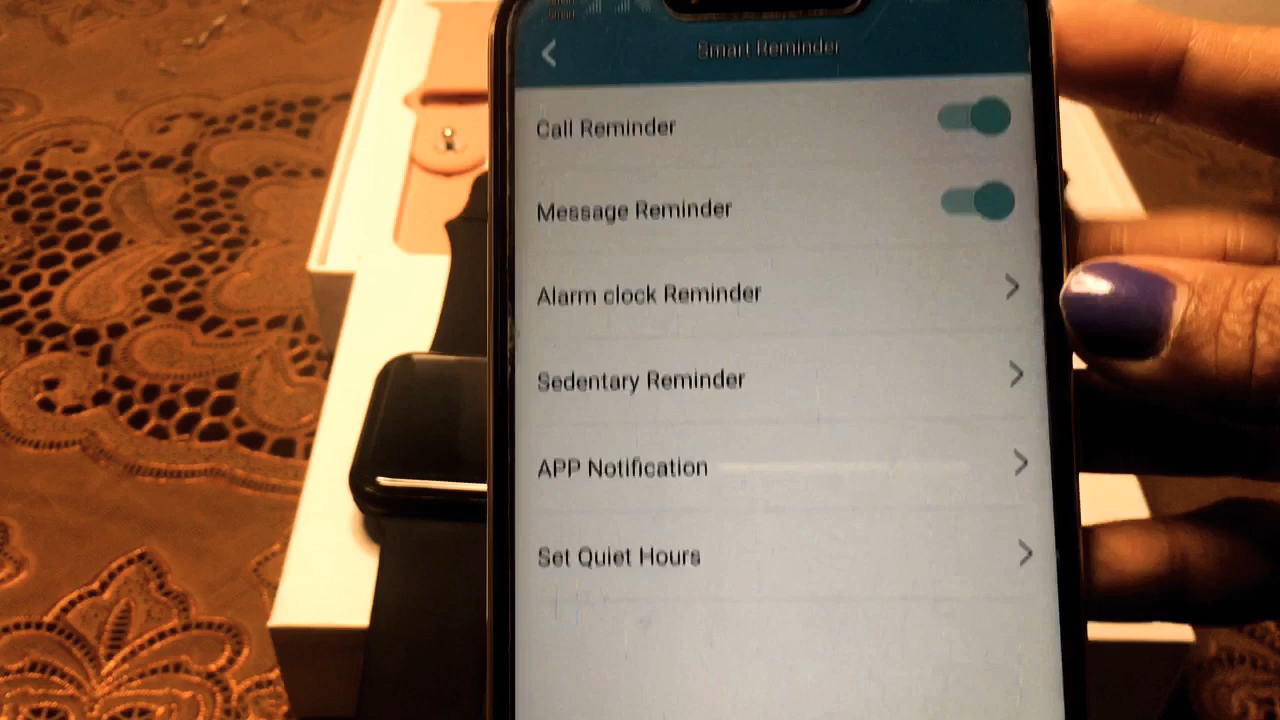 Smart Reminder
Call Reminder
Message Reminder
Alarm clock Reminder
Sedentary Reminder
APP Notification
Set Quiet Hours